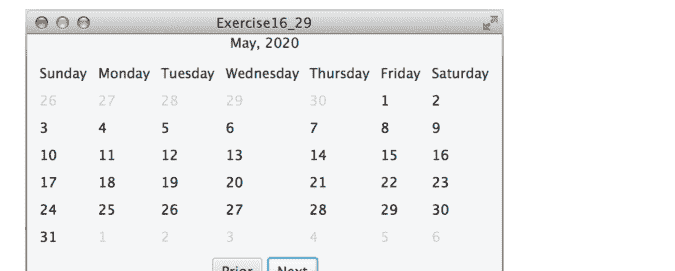 Exercise16_29
May, 2020
Sunday Monday Tuesday Wednesday Thursday Friday Saturday
26 27 28 29 30 1 2
3 4 5 6 7 8 9
10 11 12 13 14 15 16
17 18 19 20 21 22 23
24 25 26 27 28 29 30
31 1 2 3 4 5 6
Prior Next